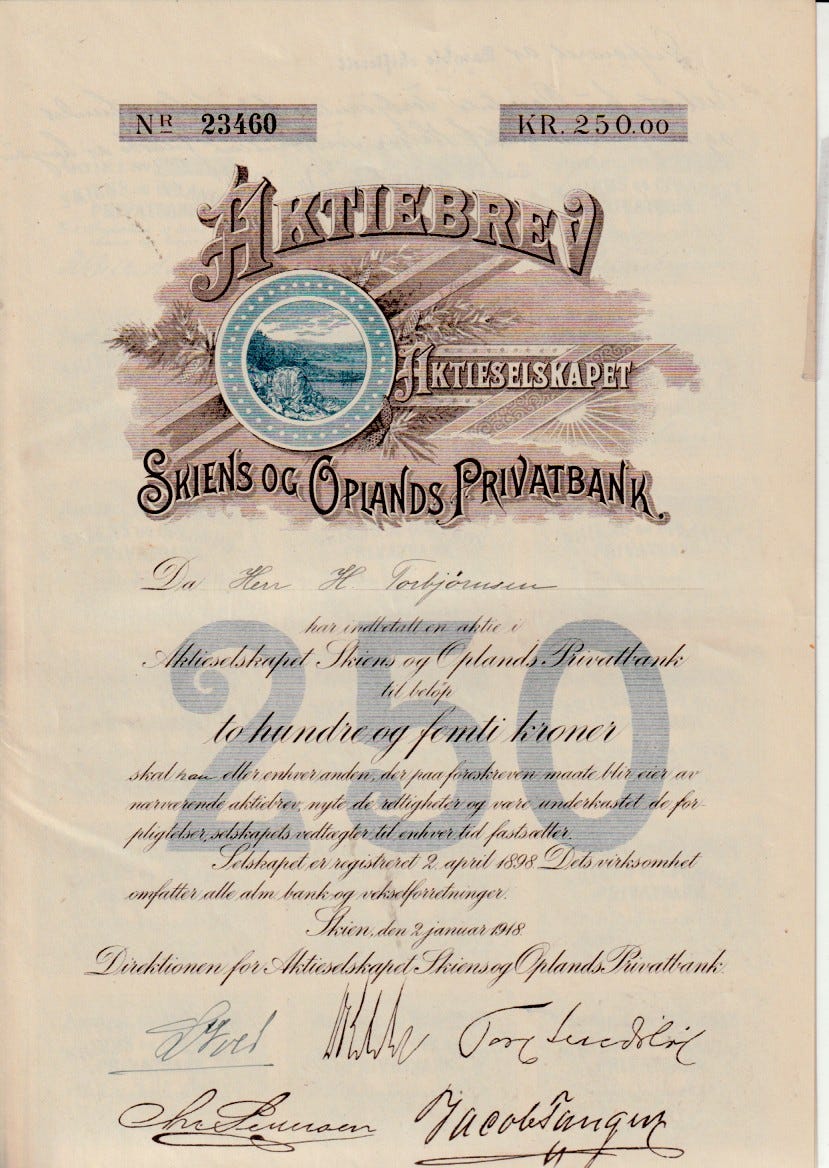 NR 23460
KR. 250.00
AKTIEBREV
AKTIESELSKAPET
SKIENS OG OPLANDS PRIVATBANK.
Da Herr H. Torbjörnsen
250
har indbetalt en aktie i
Aktieselskapet Skiens og Oplands Privatbank
til beløp
to hundre og femti kroner
skal han eller enhver anden, der paa foreskreven maate blir eier av
nærværende aktiebrev, nyte de rettigheter og være underkastet de for-
pligtelser, selskapets vedtægter til enhver tid fastsætter.
Selskapet er registreret 2. april 1898. Dets virksomhet
omfatter alle alm. bank og vekselforretninger.
Skien, den 2 januar 1918.
Direktionen for Aktieselskapet Skiens og Oplands Privatbank.
Jacob